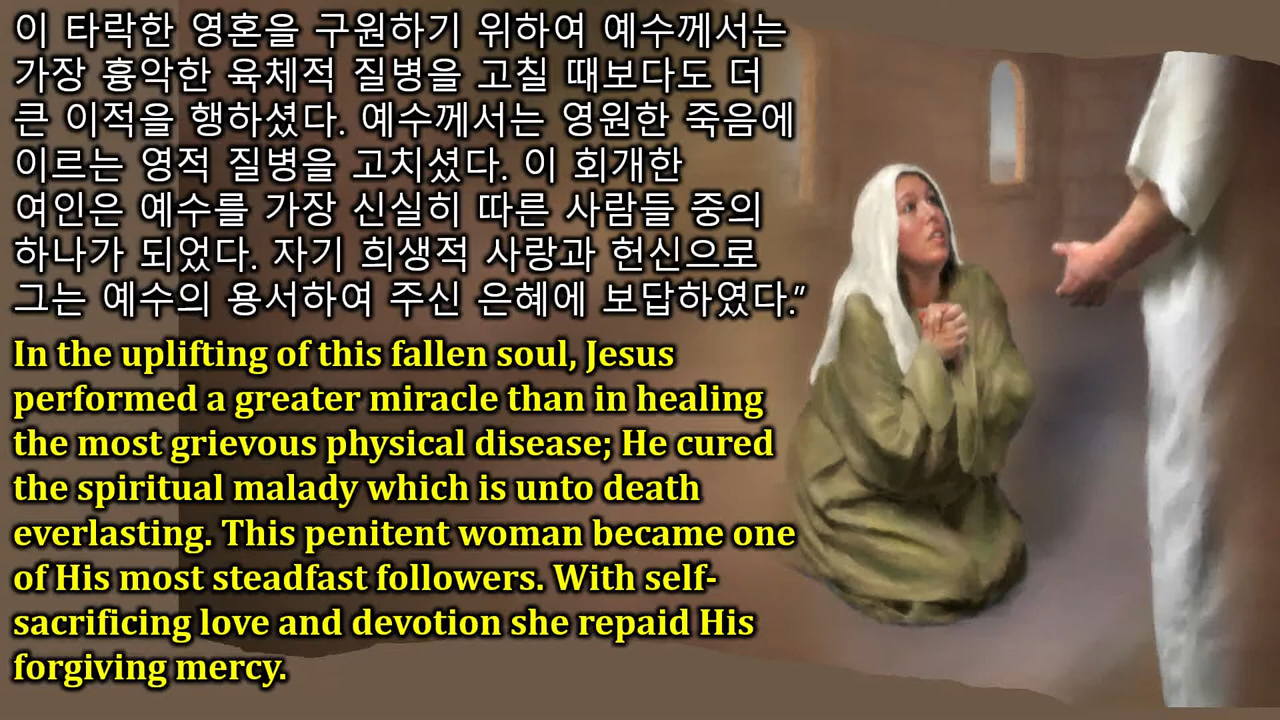 이 타락한 영혼을 구원하기 위하여 예수께서는
가장 흉악한 육체적 질병을 고칠 때보다도 더
큰 이적을 행하셨다. 예수께서는 영원한 죽음에
이르는 영적 질병을 고치셨다. 이 회개한
여인은 예수를 가장 신실히 따른 사람들 중의
하나가 되었다. 자기 희생적 사랑과 헌신으로
그는 예수의 용서하여 주신 은혜에 보답하였다.”
In the uplifting of this fallen soul, Jesus
performed a greater miracle than in healing
the most grievous physical disease; He cured
the spiritual malady which is unto death
everlasting. This penitent woman became one
of His most steadfast followers. With self-
sacrificing love and devotion she repaid His
forgiving mercy.